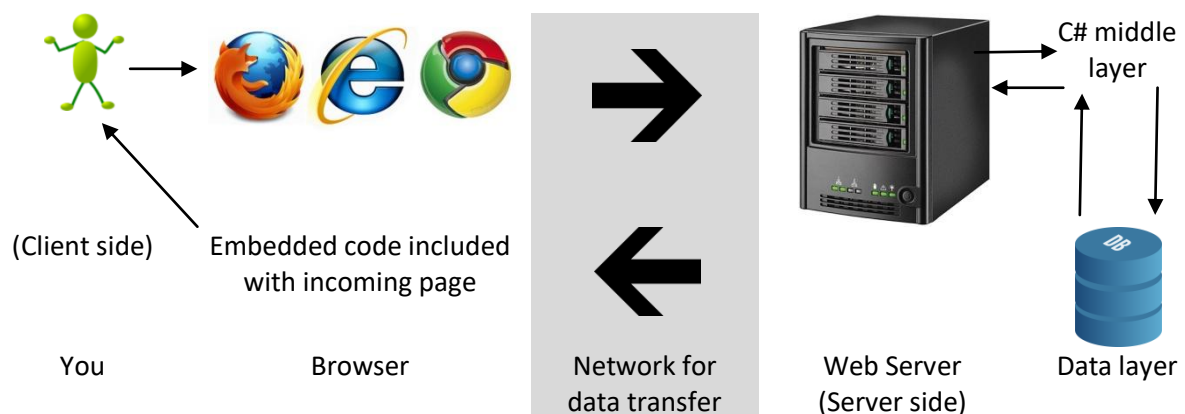 C# middle
layer
(Client side)
Embedded code included
with incoming page
DB
You
Browser
Network for
data transfer
Web Server
(Server side)
Data layer